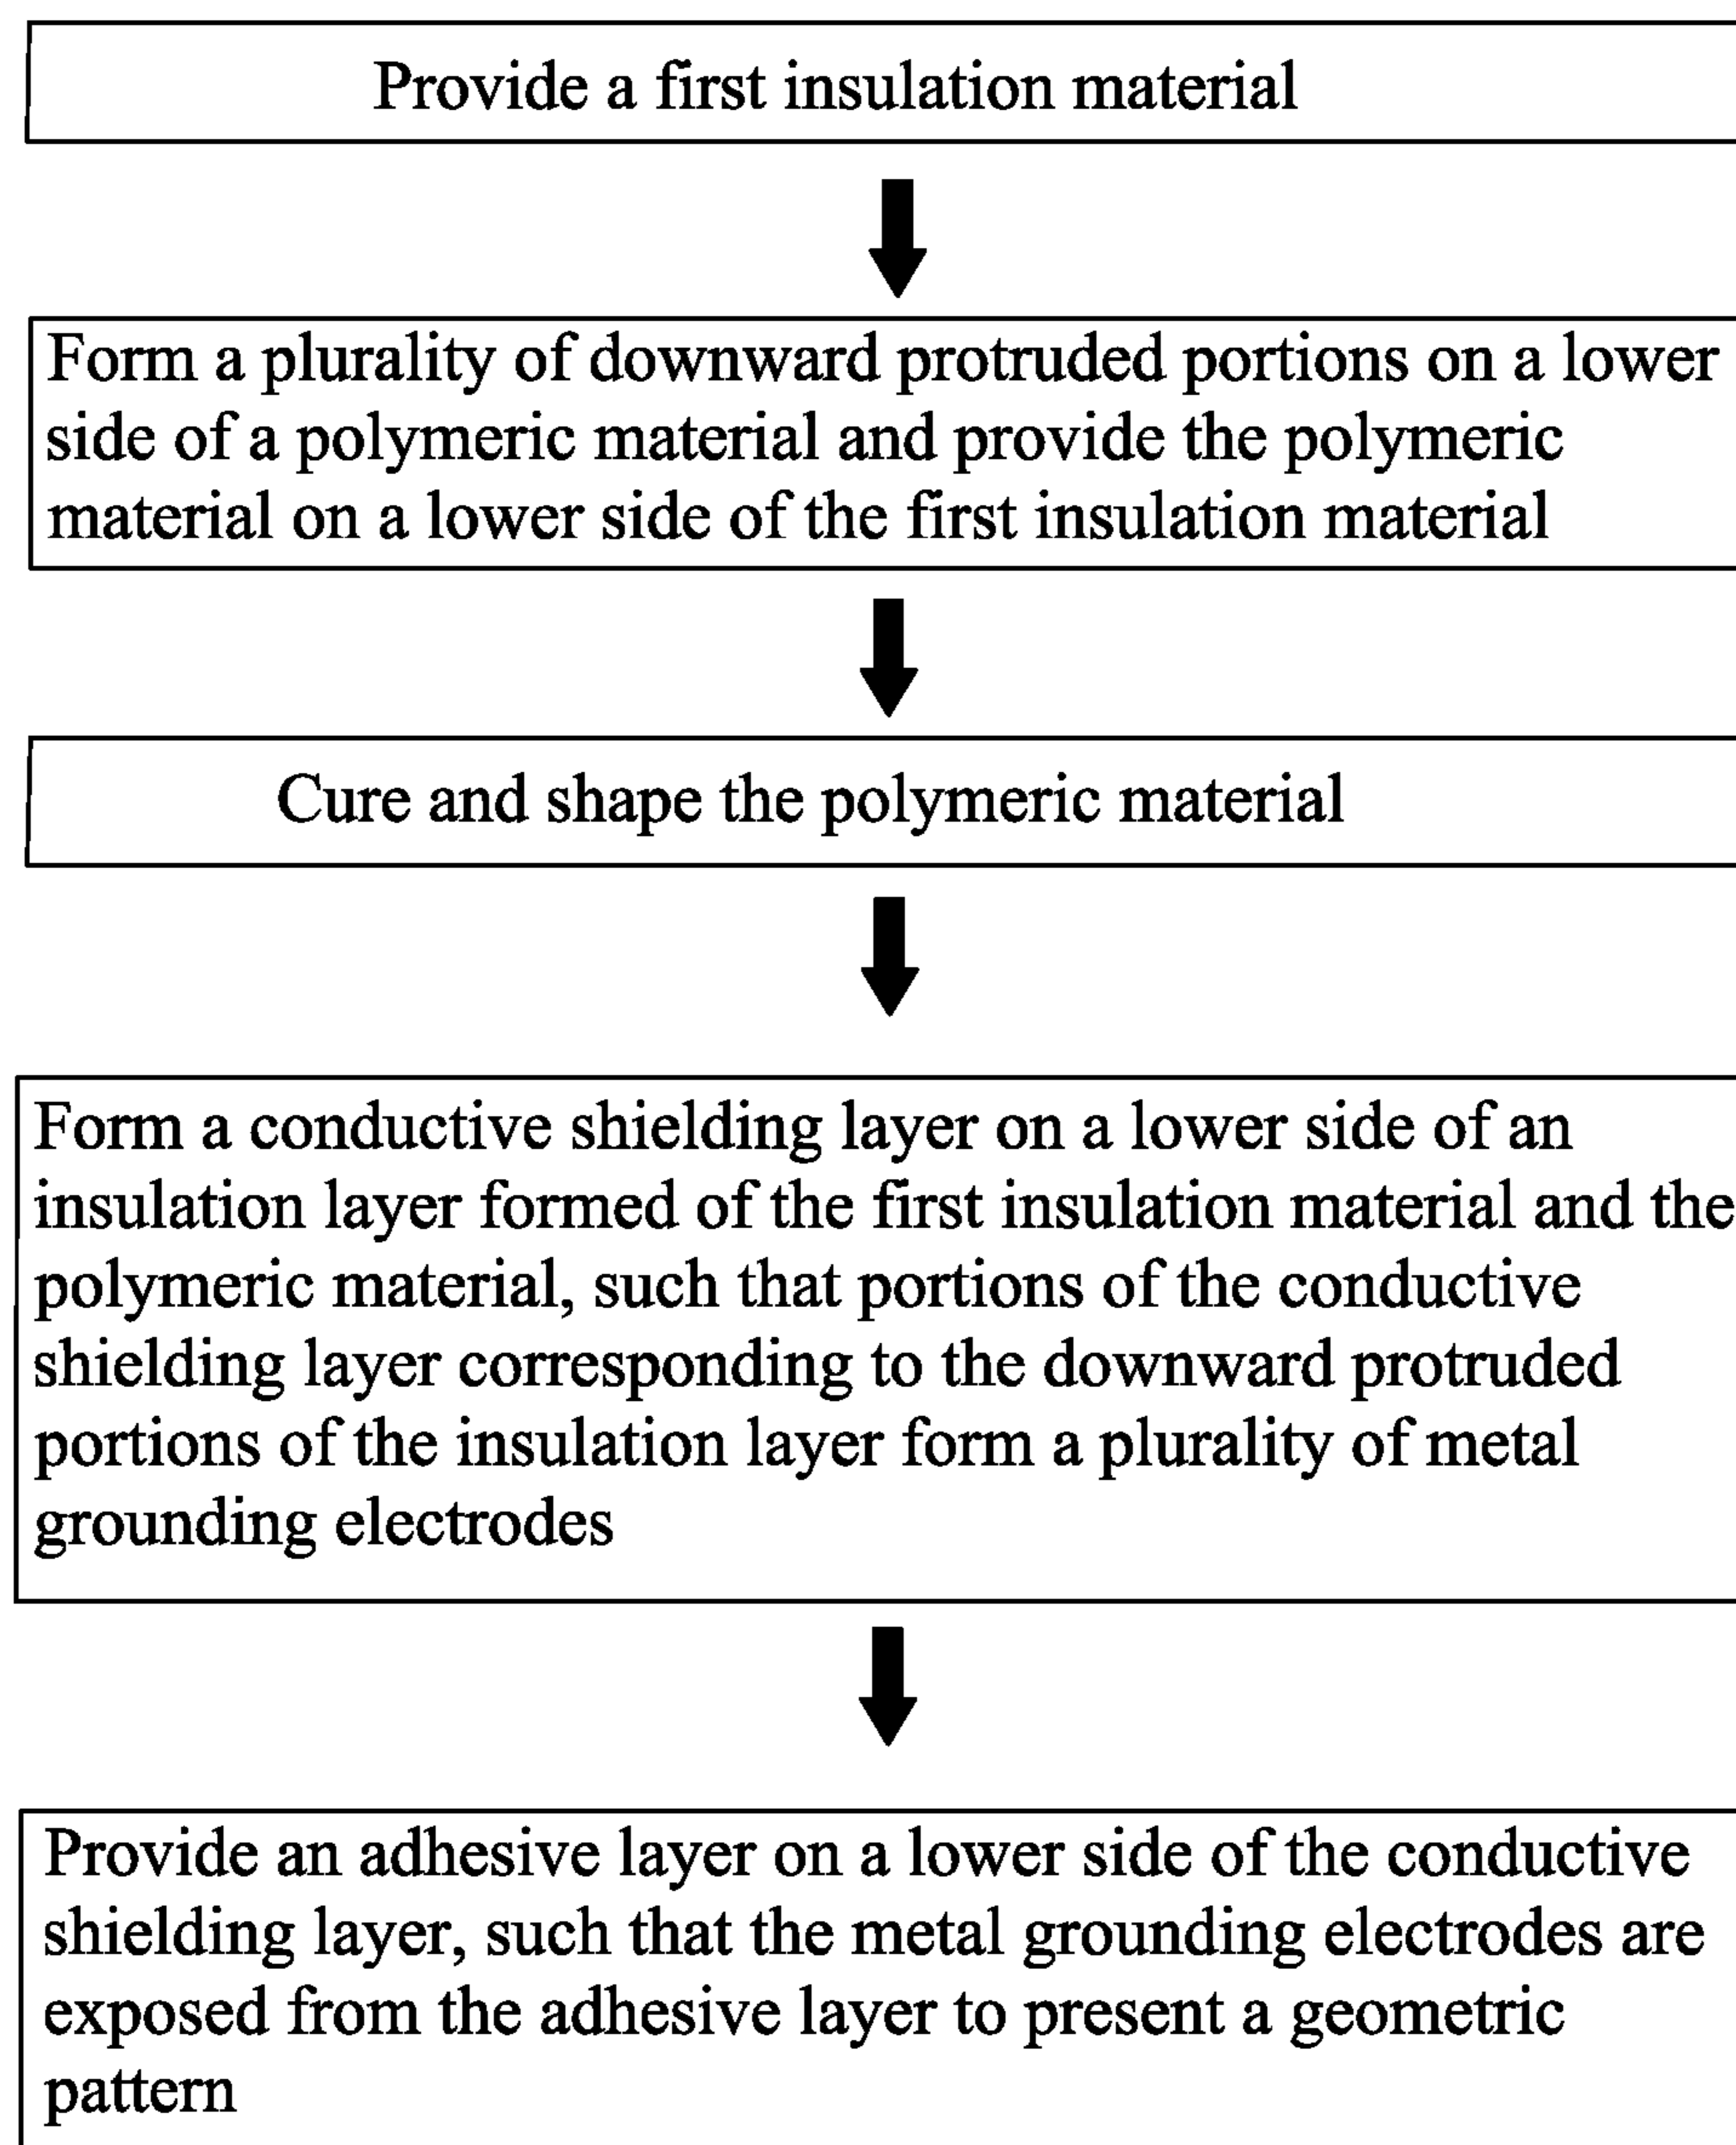 Provide a first insulation material
Form a plurality of downward protruded portions on a lower
side of a polymeric material and provide the polymeric
material on a lower side of the first insulation material
Cure and shape the polymeric material
Form a conductive shielding layer on a lower side of an
insulation layer formed of the first insulation material and the
polymeric material, such that portions of the conductive
shielding layer corresponding to the downward protruded
portions of the insulation layer form a plurality of metal
grounding electrodes
Provide an adhesive layer on a lower side of the conductive
shielding layer, such that the metal grounding electrodes are
exposed from the adhesive layer to present a geometric
pattern